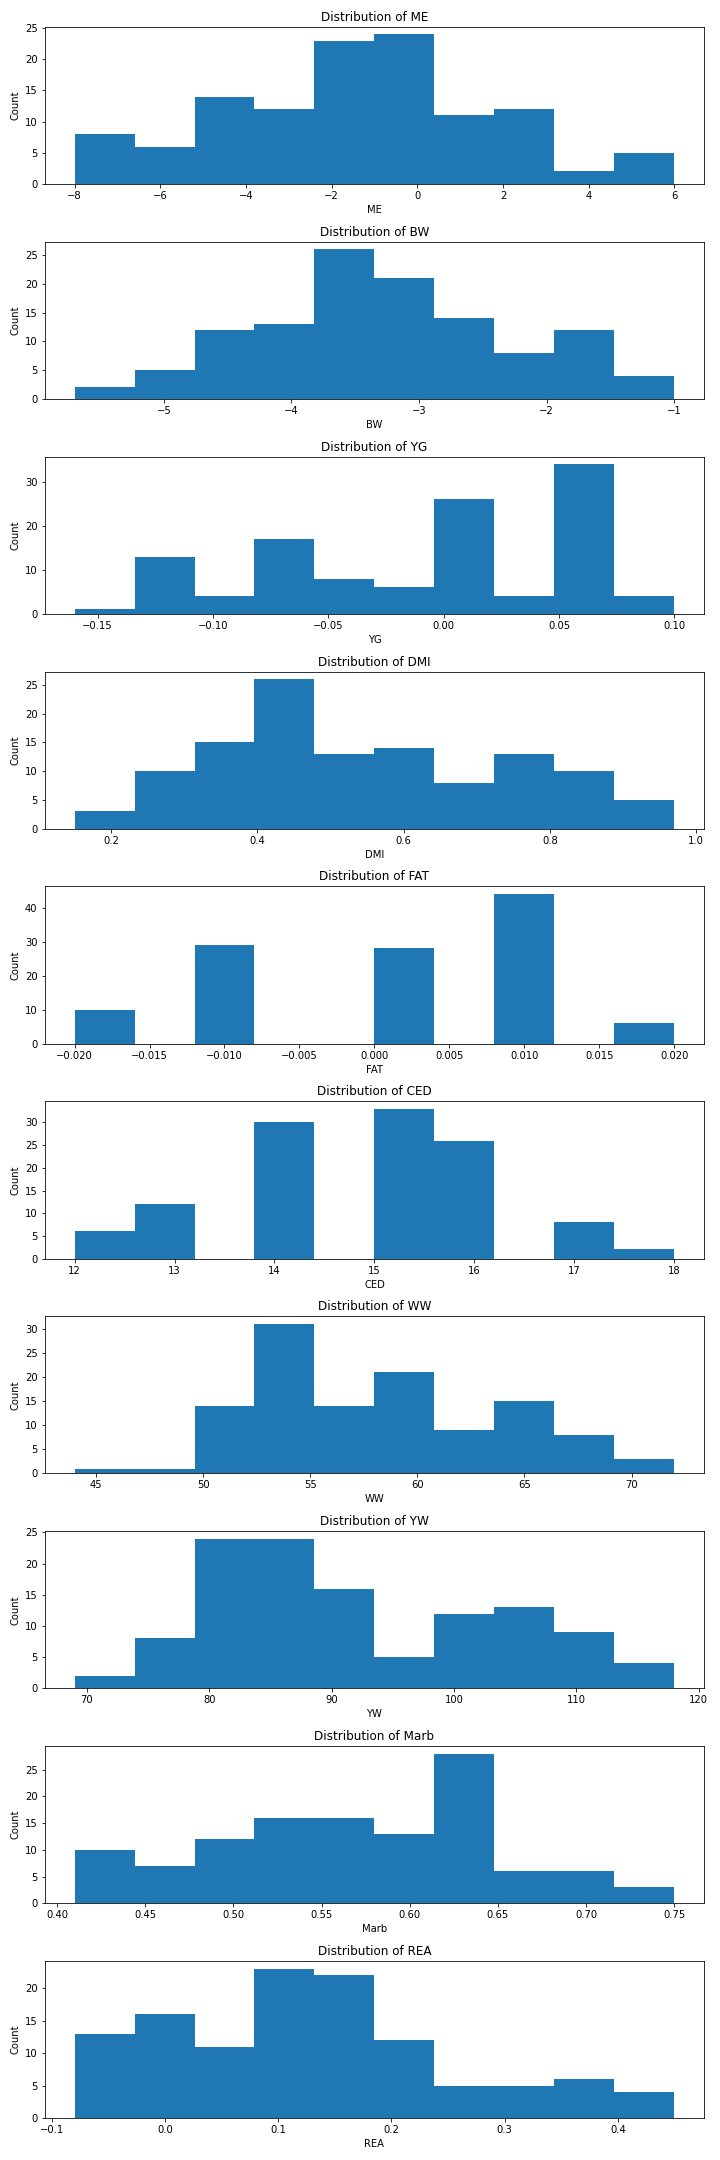 Distribution of ME
Count
25
20
15
10
5
0
−8 −6 −4 −2 0 2 4 6
ME
Distribution of BW
Count
25
20
15
10
5
0
−5 −4 −3 −2 −1
BW
Distribution of YG
Count
30
20
10
0
−0.15 −0.10 −0.05 0.00 0.05 0.10
YG
Distribution of DMI
Count
25
20
15
10
5
0
0.2 0.4 0.6 0.8 1.0
DMI
Distribution of FAT
Count
40
30
20
10
0
−0.020 −0.015 −0.010 −0.005 0.000 0.005 0.010 0.015 0.020
FAT
Distribution of CED
Count
30
25
20
15
10
5
0
12 13 14 15 16 17 18
CED
Distribution of WW
Count
30
25
20
15
10
5
0
45 50 55 60 65 70
WW
Distribution of YW
Count
25
20
15
10
5
0
70 80 90 100 110 120
YW
Distribution of Marb
Count
25
20
15
10
5
0
0.40 0.45 0.50 0.55 0.60 0.65 0.70 0.75
Marb
Distribution of REA
Count
20
15
10
5
0
−0.1 0.0 0.1 0.2 0.3 0.4
REA